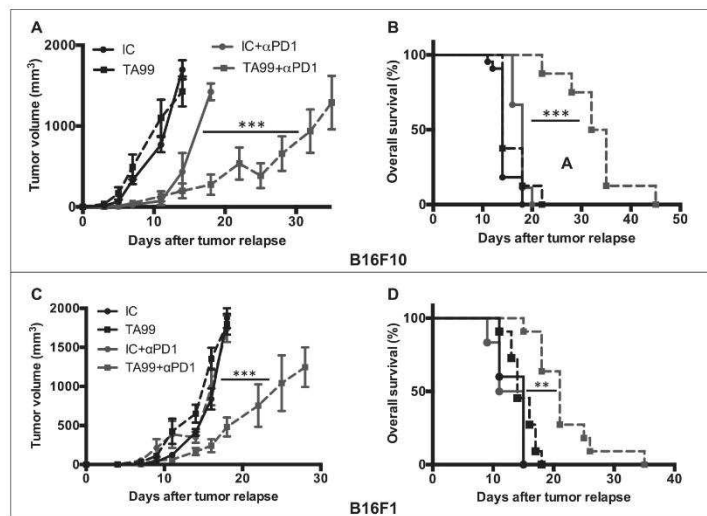 A
IC
TA99
IC+αPD1
TA99+αPD1
Tumor volume (mm³)
2000
1000
0
***
0 10 20 30
Days after tumor relapse
B
Overall survival (%)
100
50
0
***
A
0 10 20 30 40 50
Days after tumor relapse
B16F10
C
IC
TA99
IC+αPD1
TA99+αPD1
Tumor volume (mm³)
2000
1500
1000
500
0
***
0 10 20 30
Days after tumor relapse
D
Overall survival (%)
100
50
0
**
0 10 20 30 40
Days after tumor relapse
B16F1